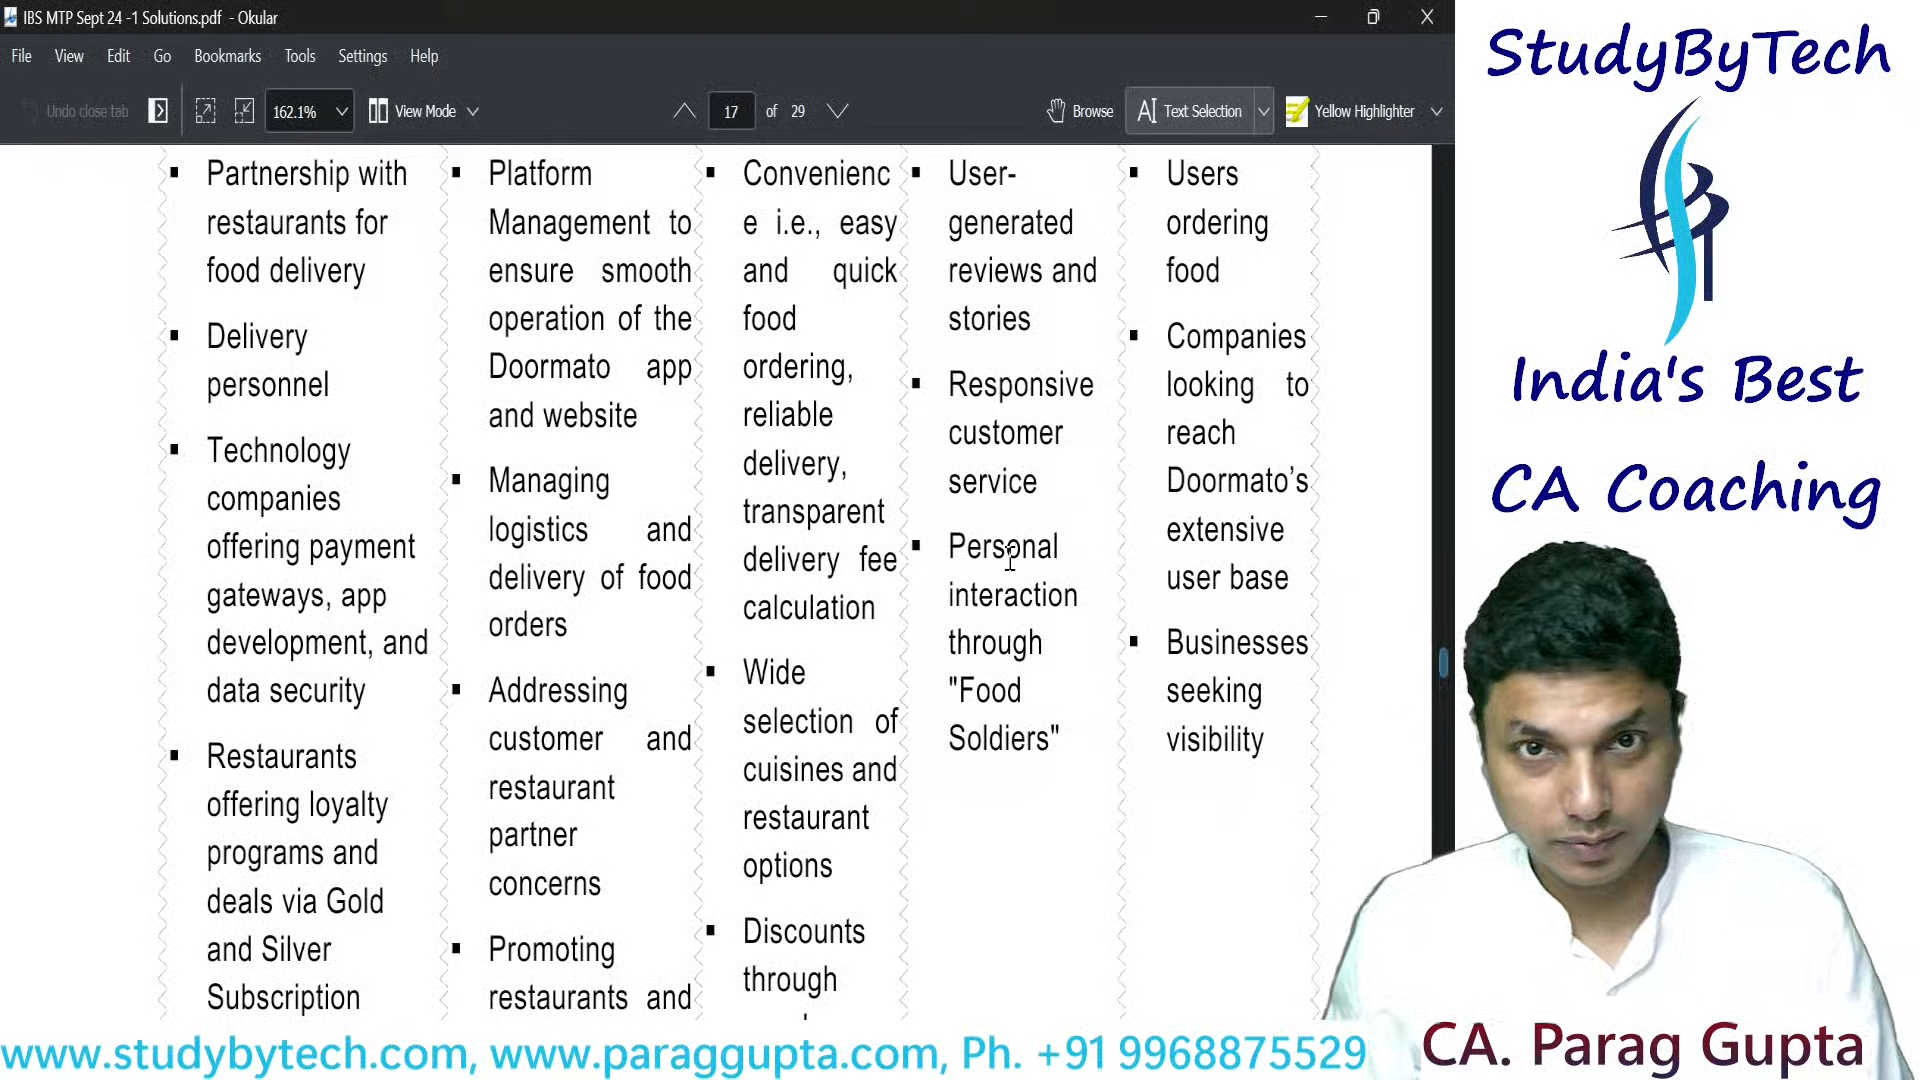 IBS MTP Sept 24 -1 Solutions.pdf - Okular
File View Edit Go Bookmarks Tools Settings Help
Undo close tab 162.1% View Mode 17 of 29 Browse Text Selection Yellow Highlighter
▪ Partnership with
restaurants for
food delivery
▪ Delivery
personnel
▪ Technology
companies
offering payment
gateways, app
development, and
data security
▪ Restaurants
offering loyalty
programs and
deals via Gold
and Silver
Subscription
▪ Platform
Management to
ensure smooth
operation of the
Doormato app
and website
▪ Managing
logistics and
delivery of food
orders
▪ Addressing
customer and
restaurant
partner
concerns
▪ Promoting
restaurants and
▪ Convenienc
e i.e., easy
and quick
food
ordering,
reliable
delivery,
transparent
delivery fee
calculation
▪ Wide
selection of
cuisines and
restaurant
options
▪ Discounts
through
▪ User-
generated
reviews and
stories
▪ Responsive
customer
service
▪ Personal
interaction
through
"Food
Soldiers"
▪ Users
ordering
food
▪ Companies
looking to
reach
Doormato’s
extensive
user base
▪ Businesses
seeking
visibility
StudyByTech
India's Best
CA Coaching
www.studybytech.com, www.paraggupta.com, Ph. +91 9968875529
CA. Parag Gupta